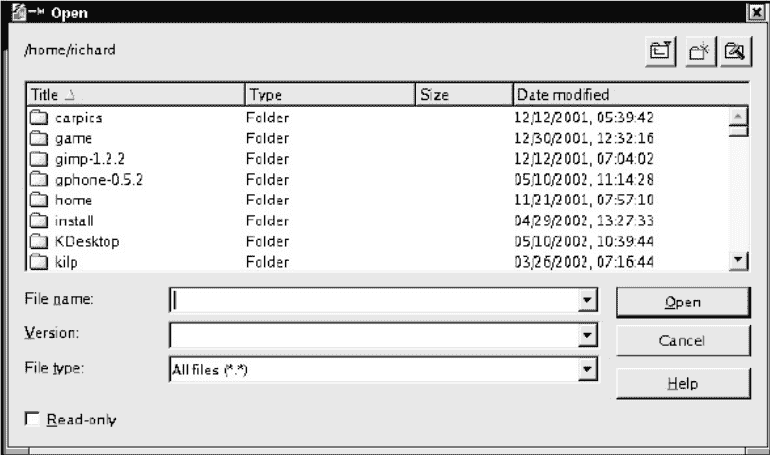 Open
/home/richard
Title Type Size Date modified
carpics Folder 12/12/2001, 05:39:42
game Folder 12/30/2001, 12:32:16
gimp-1.2.2 Folder 12/12/2001, 07:04:02
gphone-0.5.2 Folder 05/10/2002, 11:14:28
home Folder 11/21/2001, 07:57:10
install Folder 04/29/2002, 13:27:33
KDesktop Folder 05/10/2002, 10:39:44
kilp Folder 03/26/2002, 07:16:44
File name: Open
Version: Cancel
File type: All files (*.*)
Help
Read-only